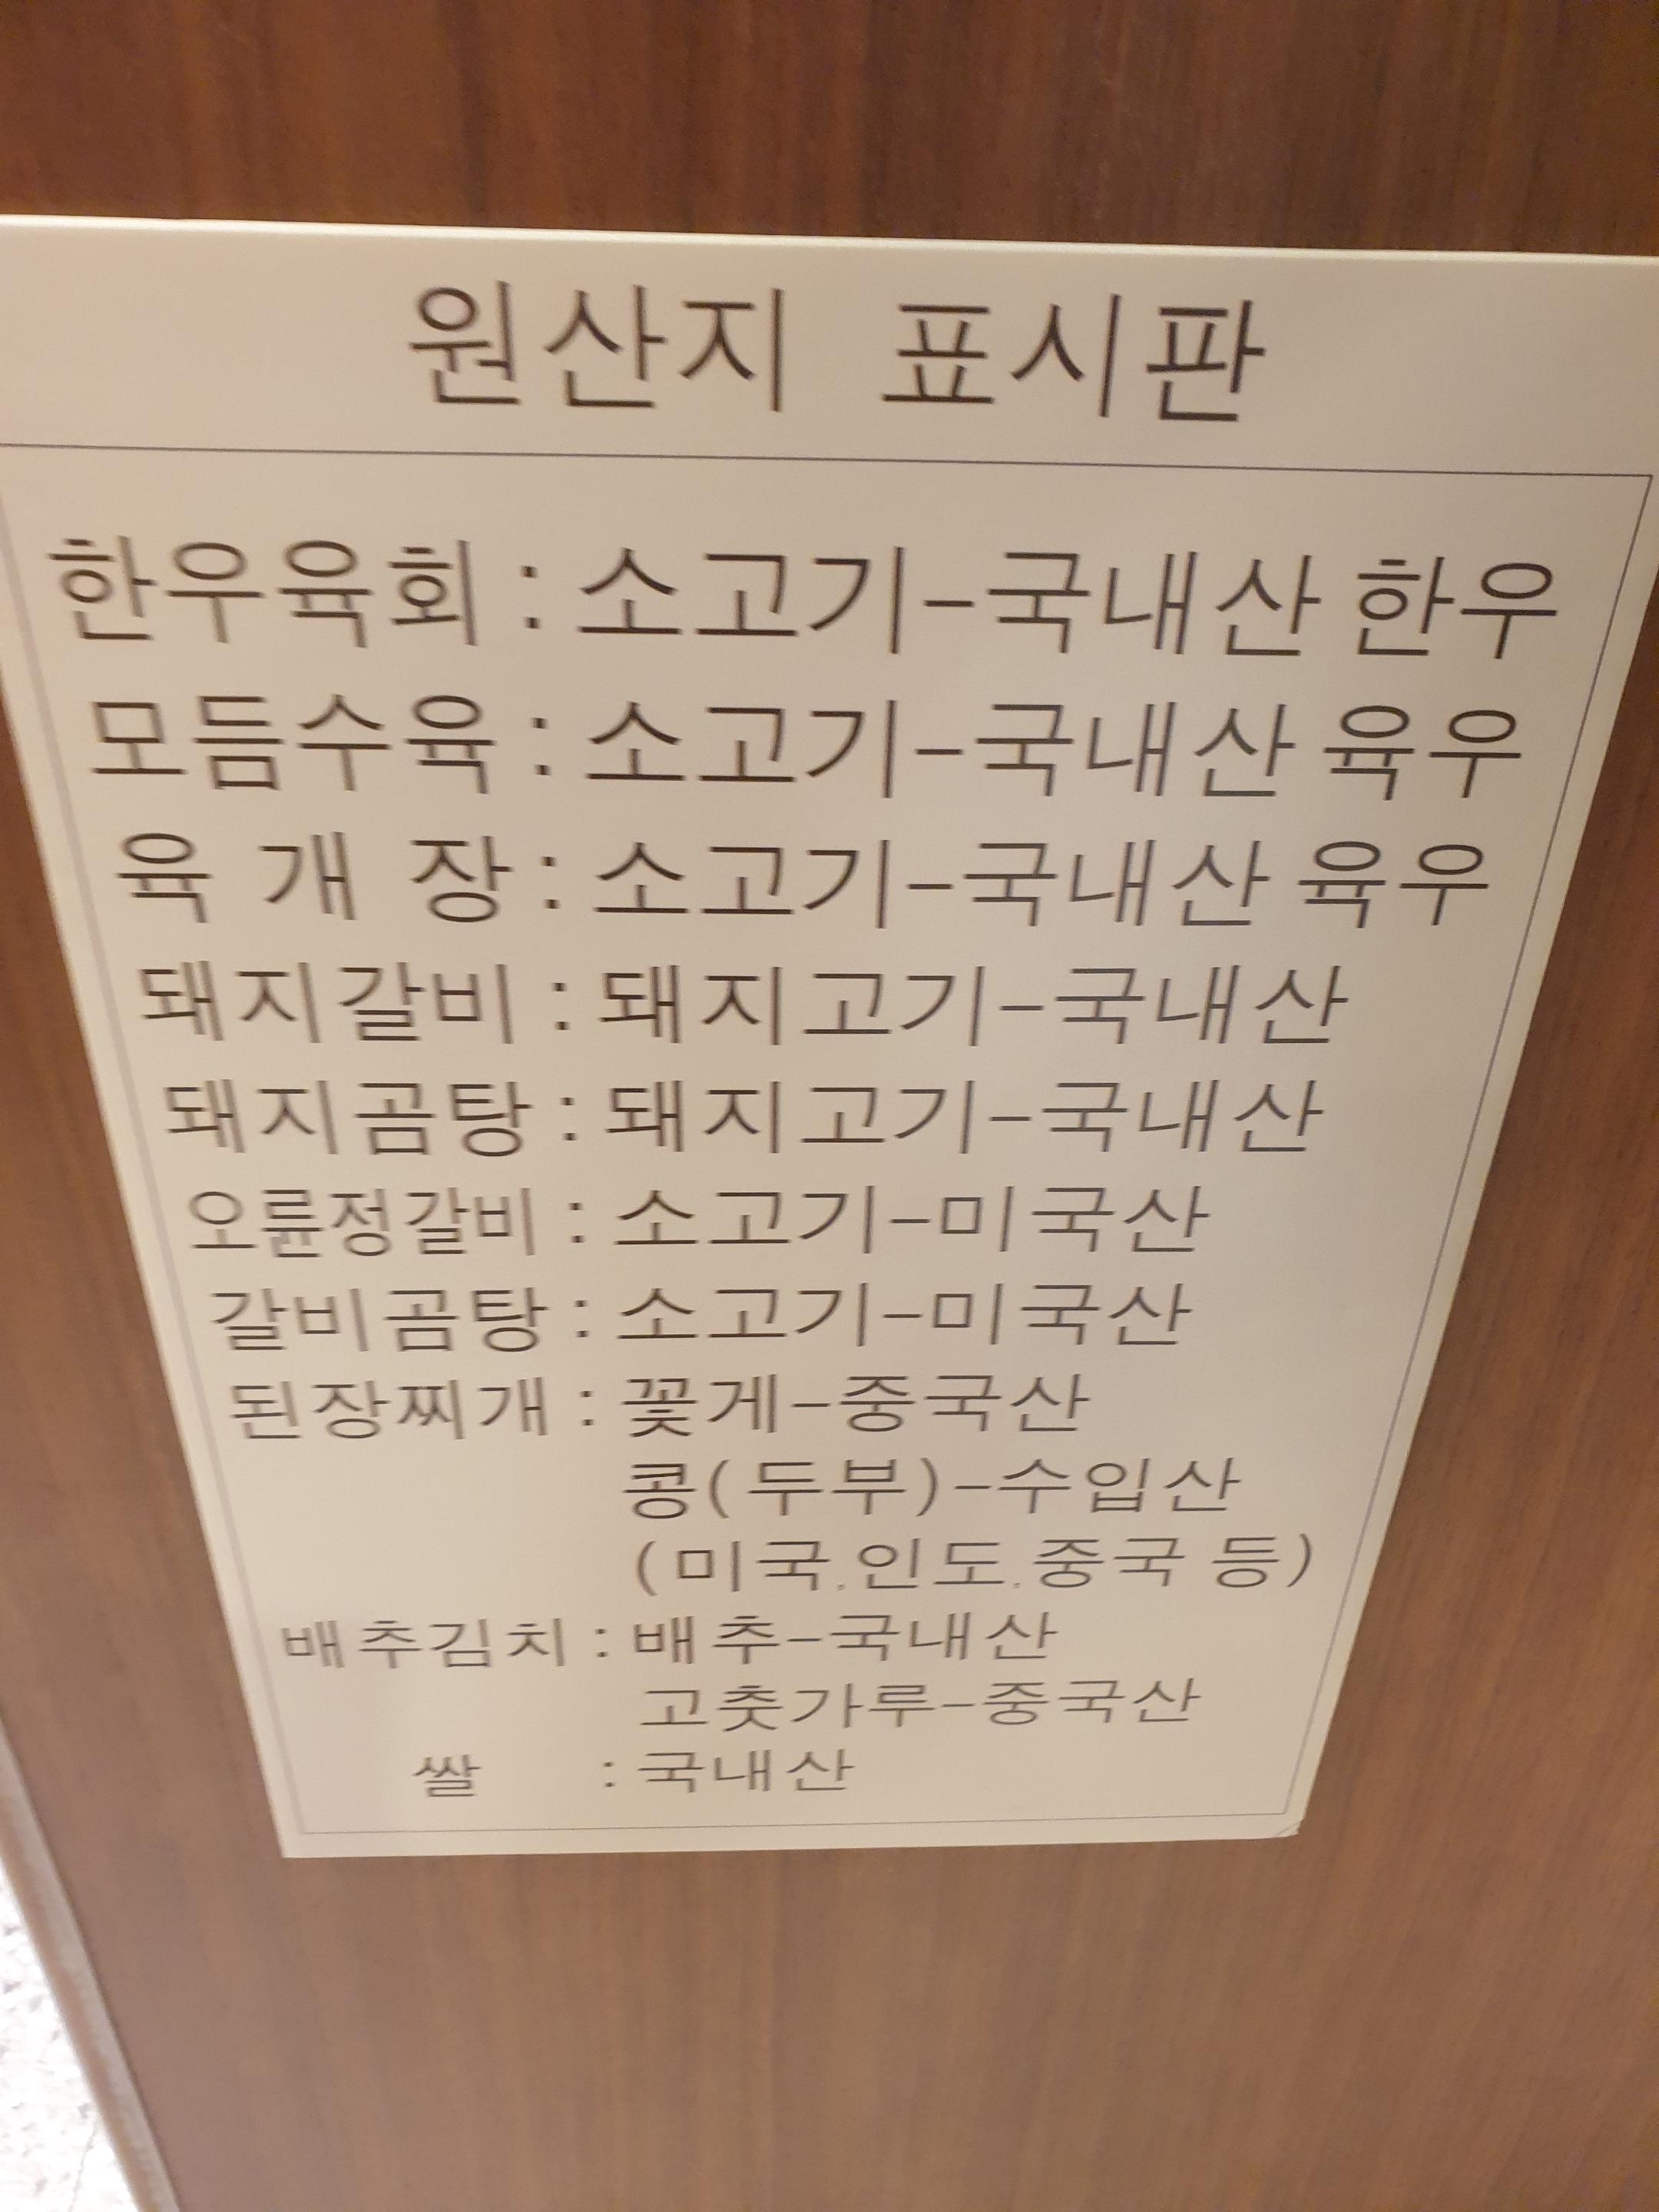 원산지 표시판
한우육회 : 소고기-국내산 한우
모듬수육 : 소고기-국내산 육우
육 개 장 : 소고기-국내산 육우
돼지갈비 : 돼지고기-국내산
돼지곰탕 : 돼지고기-국내산
오륜정갈비 : 소고기-미국산
갈비곰탕 : 소고기-미국산
된장찌개 : 꽃게-중국산
콩(두부)-수입산
(미국,인도,중국 등)
배추김치 : 배추-국내산
고춧가루-중국산
쌀 : 국내산